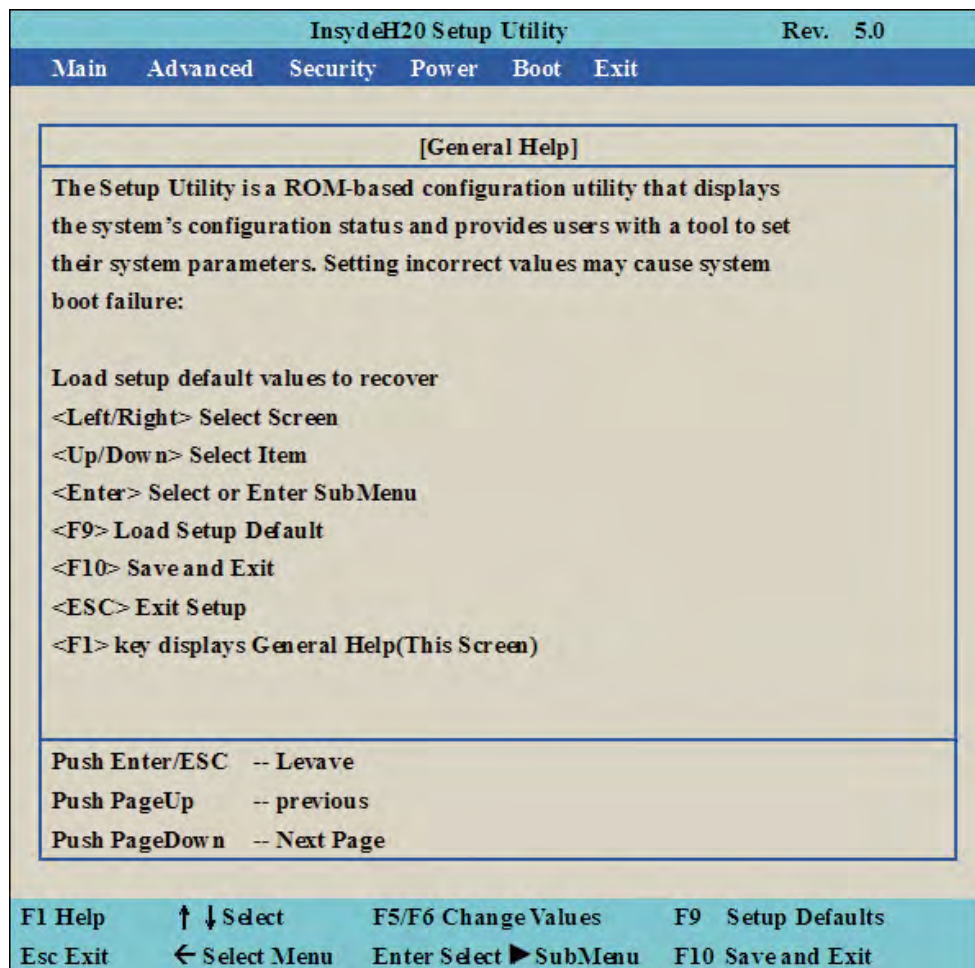 InsydeH20 Setup Utility Rev. 5.0
Main Advanced Security Power Boot Exit
[General Help]
The Setup Utility is a ROM-based configuration utility that displays
the system's configuration status and provides users with a tool to set
their system parameters. Setting incorrect values may cause system
boot failure:
Load setup default values to recover
<Left/Right> Select Screen
<Up/Down> Select Item
<Enter> Select or Enter SubMenu
<F9> Load Setup Default
<F10> Save and Exit
<ESC> Exit Setup
<F1> key displays General Help(This Screen)
Push Enter/ESC -- Levave
Push PageUp -- previous
Push PageDown -- Next Page
F1 Help ↑ ↓ Select F5/F6 Change Values F9 Setup Defaults
Esc Exit ← Select Menu Enter Select ▶ SubMenu F10 Save and Exit